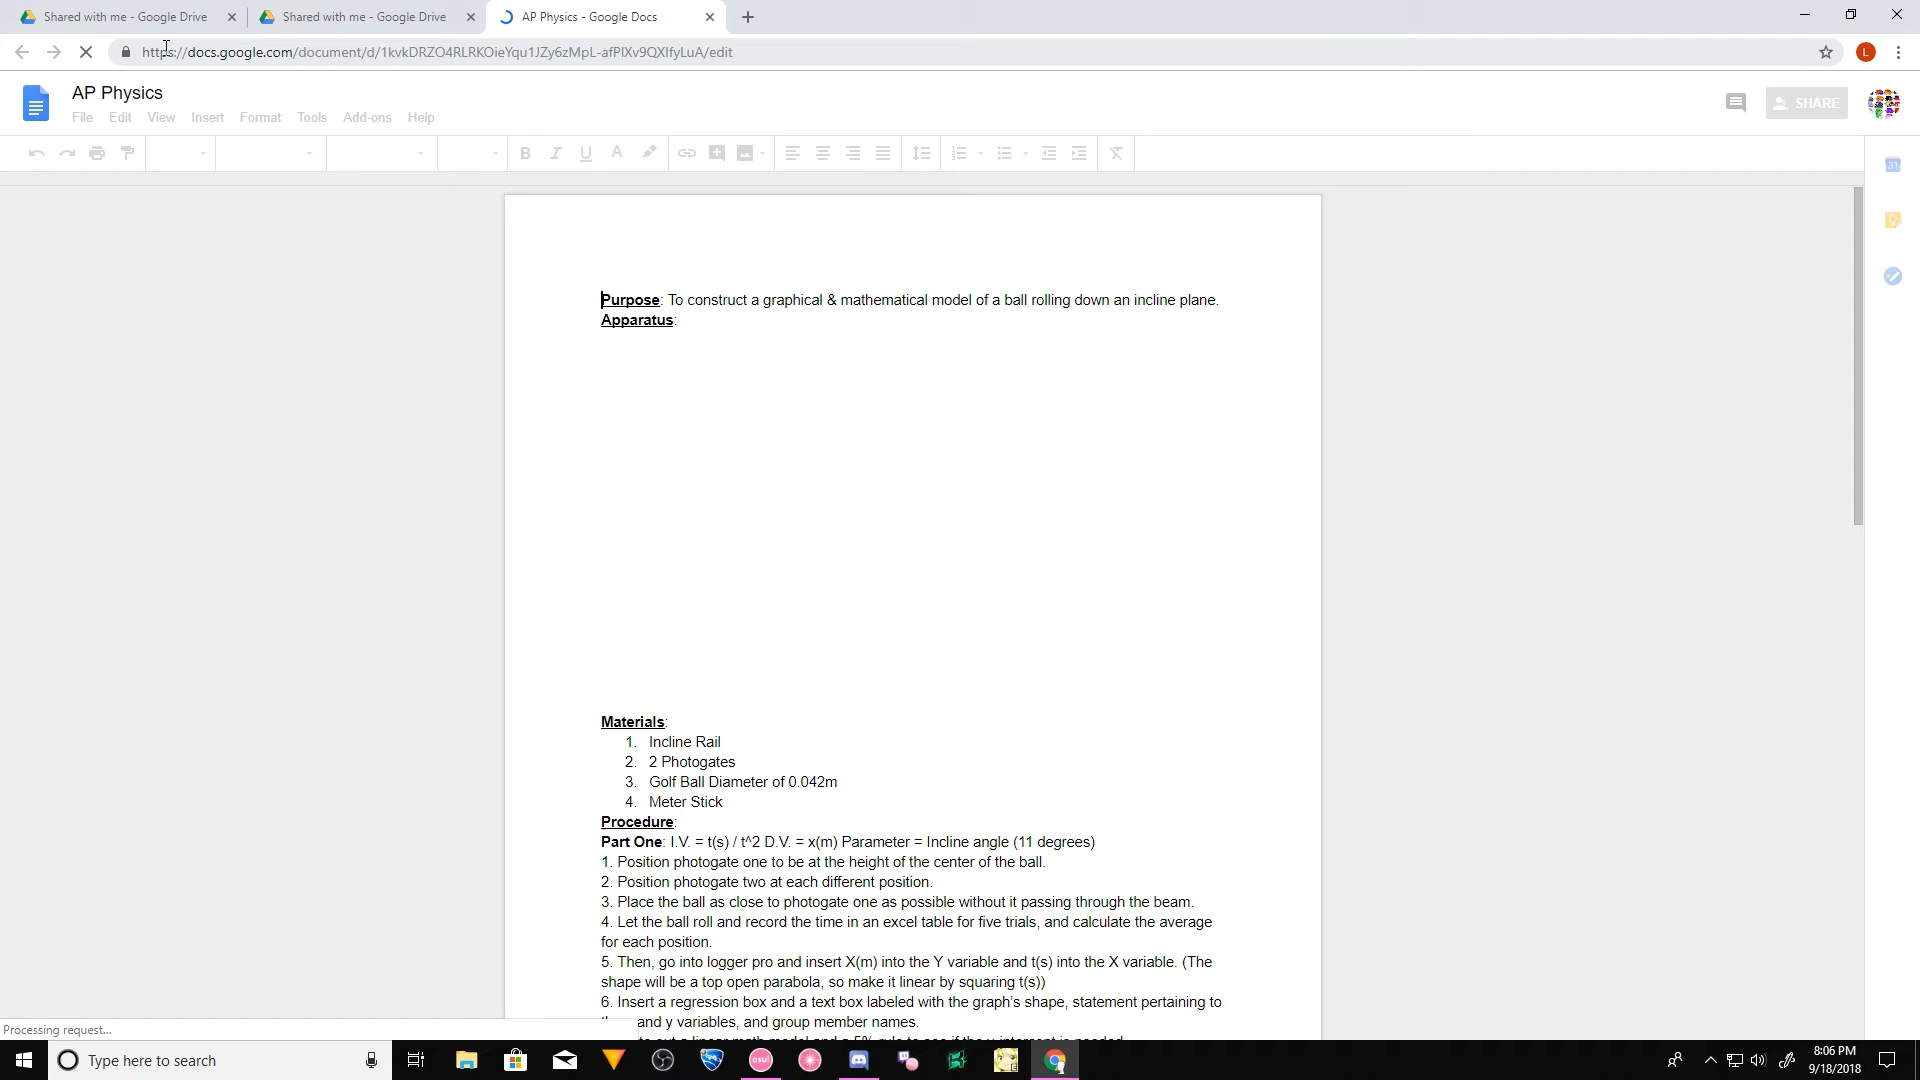 Shared with me - Google Drive
Shared with me - Google Drive
AP Physics - Google Docs
https://docs.google.com/document/d/1kvkDRZO4RLRKOieYqu1JZy6zMpL-afPlXv9QXlfyLuA/edit
L
AP Physics
File Edit View Insert Format Tools Add-ons Help
SHARE
B I U A
31
Purpose: To construct a graphical & mathematical model of a ball rolling down an incline plane.
Apparatus:
Materials:
1. Incline Rail
2. 2 Photogates
3. Golf Ball Diameter of 0.042m
4. Meter Stick
Procedure:
Part One: I.V. = t(s) / t^2 D.V. = x(m) Parameter = Incline angle (11 degrees)
1. Position photogate one to be at the height of the center of the ball.
2. Position photogate two at each different position.
3. Place the ball as close to photogate one as possible without it passing through the beam.
4. Let the ball roll and record the time in an excel table for five trials, and calculate the average
for each position.
5. Then, go into logger pro and insert X(m) into the Y variable and t(s) into the X variable. (The
shape will be a top open parabola, so make it linear by squaring t(s))
6. Insert a regression box and a text box labeled with the graph's shape, statement pertaining to
and y variables, and group member names.
Processing request...
Type here to search
osu!
8:06 PM
9/18/2018